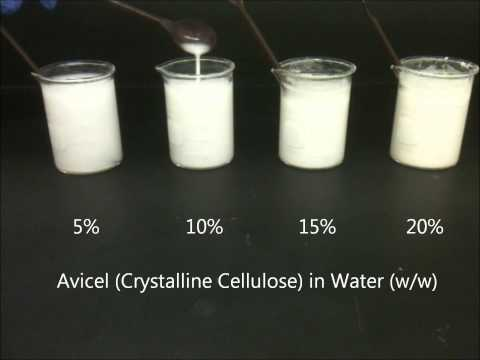 5% 10% 15% 20%
Avicel (Crystalline Cellulose) in Water (w/w)